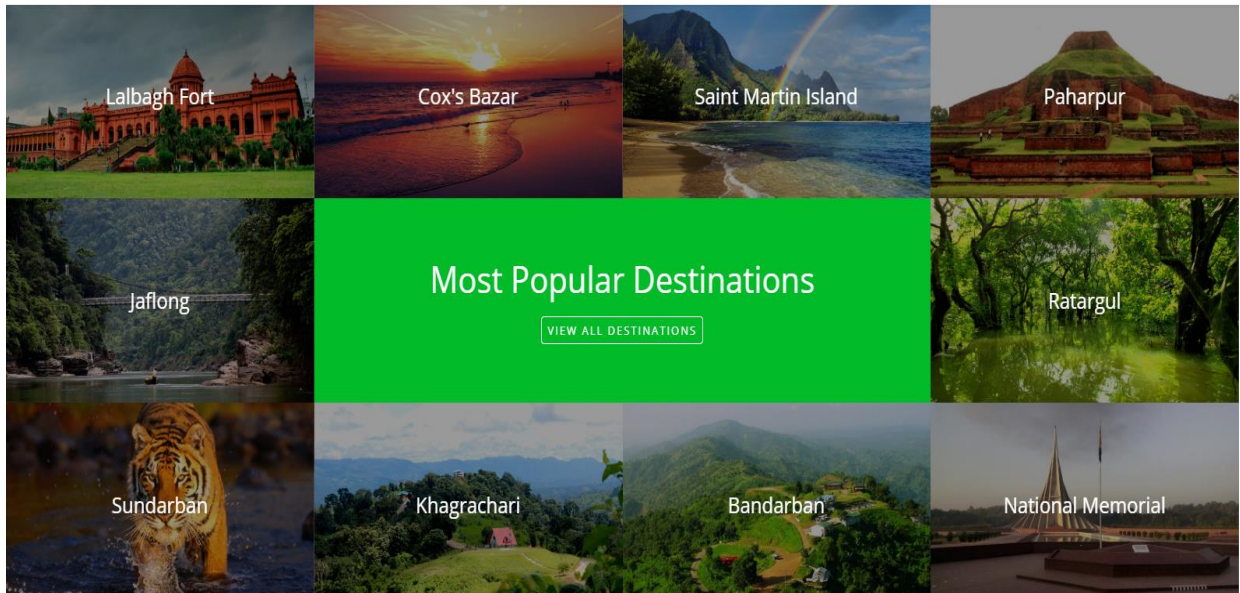 Lalbagh Fort
Cox's Bazar
Saint Martin Island
Paharpur
Jaflong
Most Popular Destinations
VIEW ALL DESTINATIONS
Ratargul
Sundarban
Khagrachari
Bandarban
National Memorial